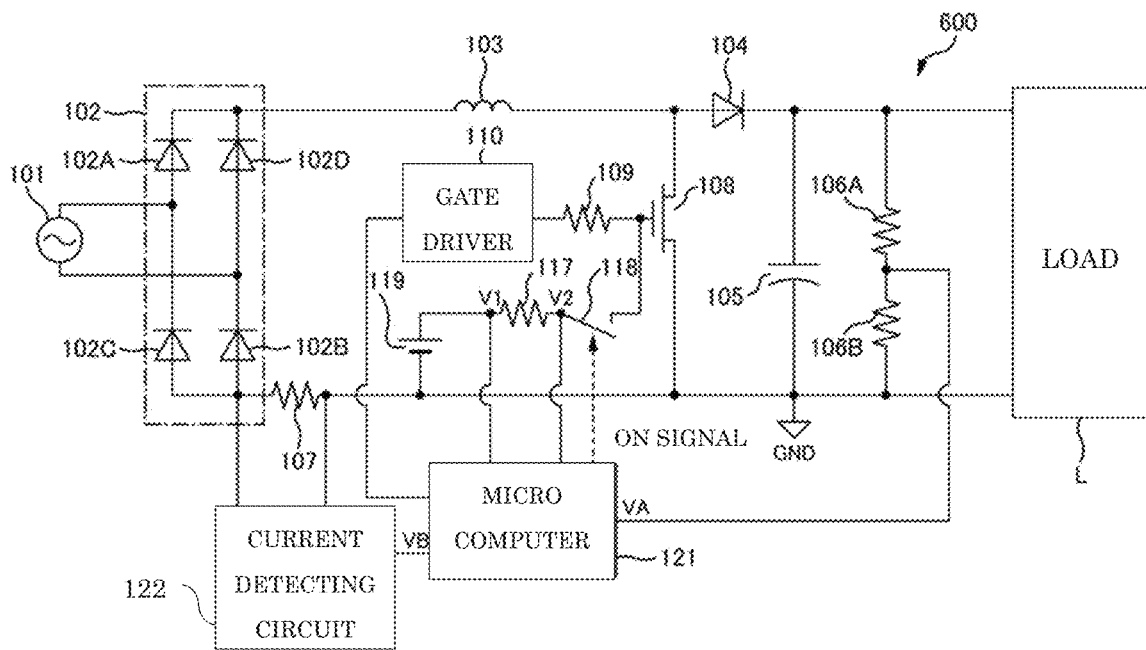 600
103
104
102
110
102A
102D
109
108
106A
101
GATE
DRIVER
LOAD
117
118
119
V1
V2
105
102C
102B
106B
107
ON SIGNAL
GND
MICRO
COMPUTER
VA
VB
121
CURRENT
DETECTING
CIRCUIT
122
L